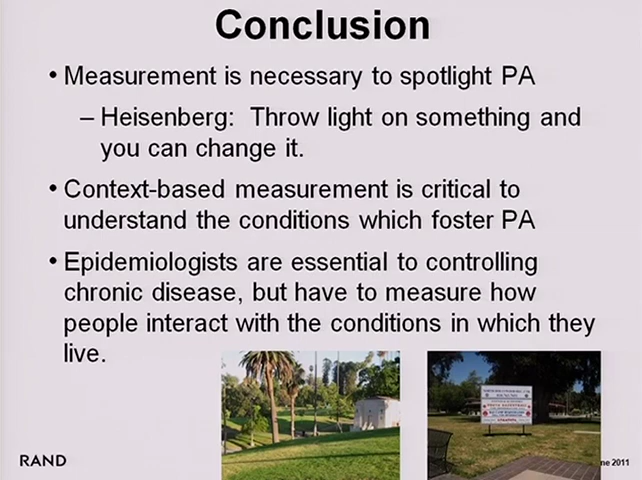 Conclusion
• Measurement is necessary to spotlight PA
– Heisenberg: Throw light on something and
you can change it.
• Context-based measurement is critical to
understand the conditions which foster PA
• Epidemiologists are essential to controlling
chronic disease, but have to measure how
people interact with the conditions in which they
live.
RAND
ne 2011